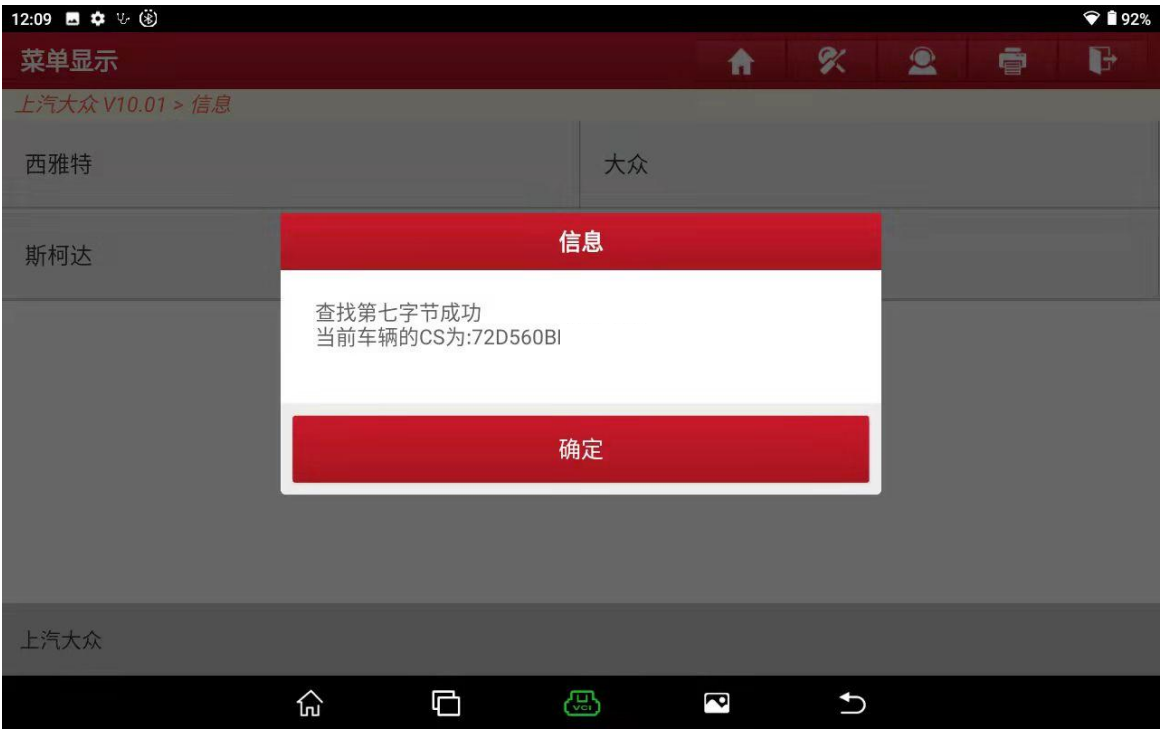 12:09 92%
菜单显示
上汽大众 V10.01 > 信息
西雅特 大众
斯柯达
信息
查找第七字节成功
当前车辆的CS为:72D560BI
确定
上汽大众
VCI